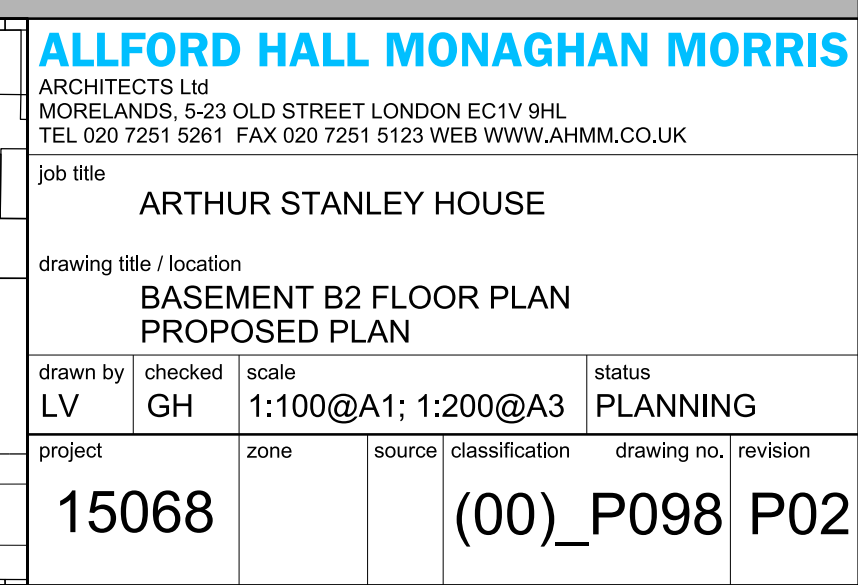 ALLFORD HALL MONAGHAN MORRIS
ARCHITECTS Ltd
MORELANDS, 5-23 OLD STREET LONDON EC1V 9HL
TEL 020 7251 5261 FAX 020 7251 5123 WEB WWW.AHMM.CO.UK
job title
ARTHUR STANLEY HOUSE
drawing title / location
BASEMENT B2 FLOOR PLAN
PROPOSED PLAN
drawn by checked scale status
LV GH 1:100@A1; 1:200@A3 PLANNING
project zone source classification drawing no. revision
15068 (00)_P098 P02